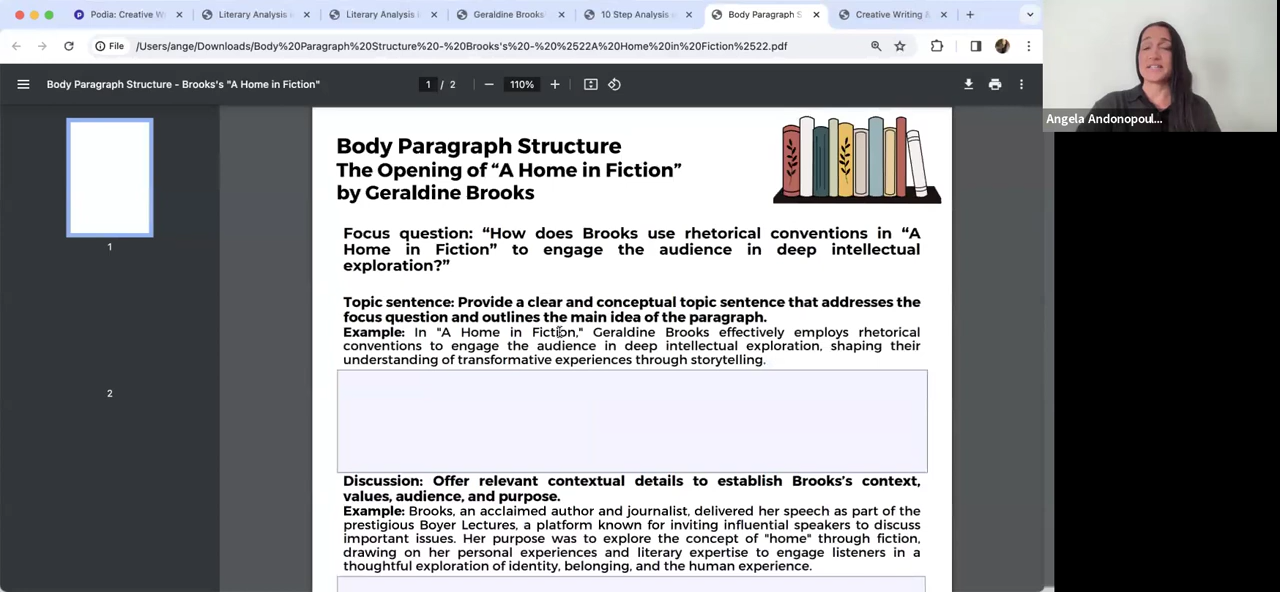 Podia: Creative W
Literary Analysis
Literary Analysis
Geraldine Brooks
10 Step Analysis
Body Paragraph S
Creative Writing &
File
/Users/ange/Downloads/Body%20Paragraph%20Structure%20-%20Brooks's%20-%20%2522A%20Home%20in%20Fiction%2522.pdf
Body Paragraph Structure - Brooks's "A Home in Fiction"
1 / 2
110%
Angela Andonopoul...
1
2
Body Paragraph Structure
The Opening of “A Home in Fiction”
by Geraldine Brooks
Focus question: “How does Brooks use rhetorical conventions in “A
Home in Fiction” to engage the audience in deep intellectual
exploration?”
Topic sentence: Provide a clear and conceptual topic sentence that addresses the
focus question and outlines the main idea of the paragraph.
Example: In "A Home in Fiction," Geraldine Brooks effectively employs rhetorical
conventions to engage the audience in deep intellectual exploration, shaping their
understanding of transformative experiences through storytelling.
Discussion: Offer relevant contextual details to establish Brooks’s context,
values, audience, and purpose.
Example: Brooks, an acclaimed author and journalist, delivered her speech as part of the
prestigious Boyer Lectures, a platform known for inviting influential speakers to discuss
important issues. Her purpose was to explore the concept of "home" through fiction,
drawing on her personal experiences and literary expertise to engage listeners in a
thoughtful exploration of identity, belonging, and the human experience.